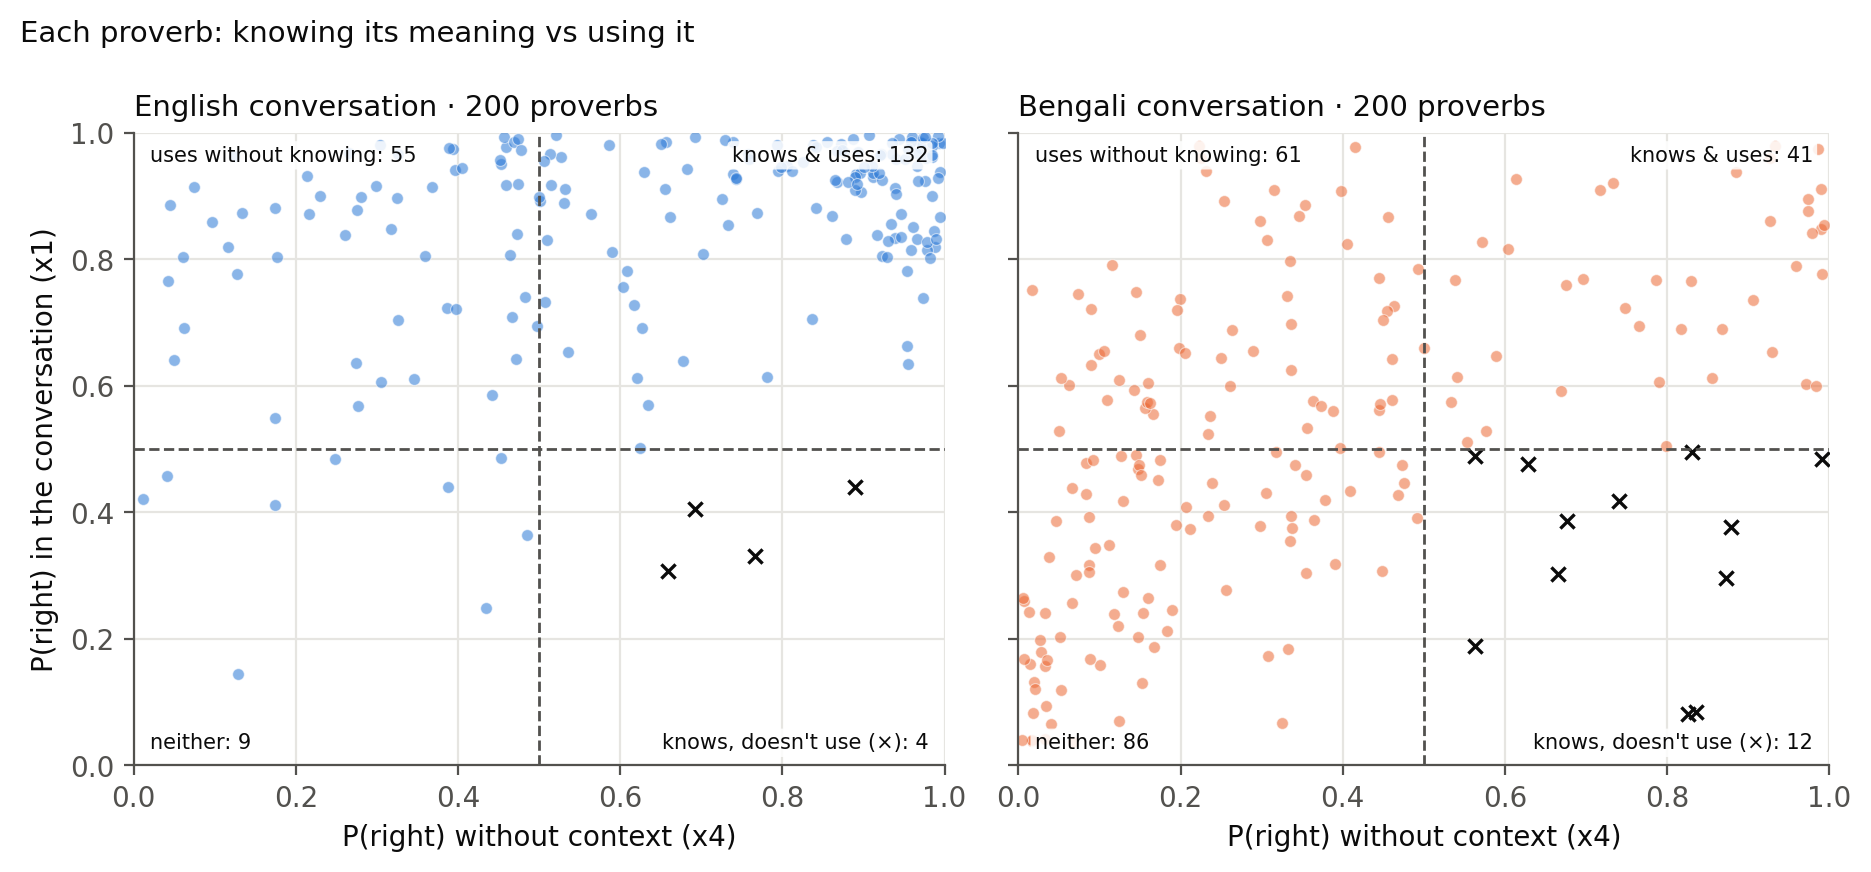 Each proverb: knowing its meaning vs using it
English conversation · 200 proverbs
Bengali conversation · 200 proverbs
uses without knowing: 55
knows & uses: 132
neither: 9
knows, doesn't use (×): 4
uses without knowing: 61
knows & uses: 41
neither: 86
knows, doesn't use (×): 12
P(right) in the conversation (x1)
1.0
0.8
0.6
0.4
0.2
0.0
0.0 0.2 0.4 0.6 0.8 1.0
0.0 0.2 0.4 0.6 0.8 1.0
P(right) without context (x4)
P(right) without context (x4)